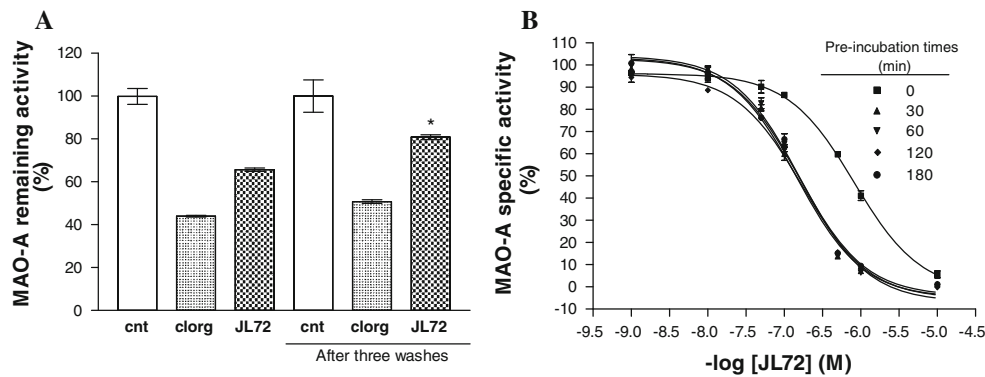 A
MAO-A remaining activity
(%)
120
100
80
60
40
20
0
*
cnt
clorg
JL72
cnt
clorg
JL72
After three washes
B
MAO-A specific activity
(%)
110
100
90
80
70
60
50
40
30
20
10
0
-10
Pre-incubation times
(min)
0
30
60
120
180
-9.5 -9.0 -8.5 -8.0 -7.5 -7.0 -6.5 -6.0 -5.5 -5.0 -4.5
-log [JL72] (M)